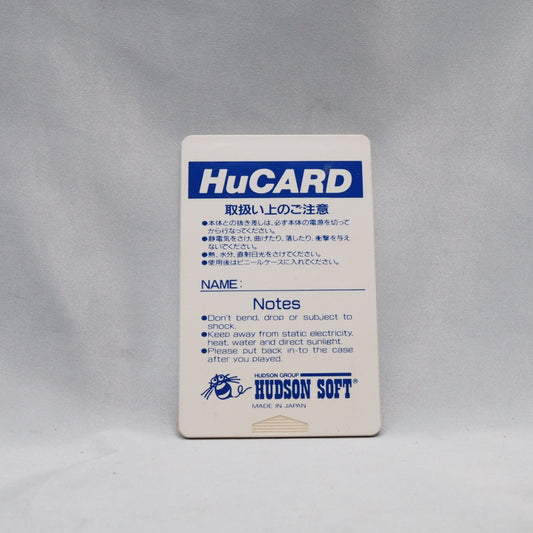 HuCARD
取扱い上のご注意
●本体との抜き差しは、必ず本体の電源を切って
から行なってください。
●静電気をさけ、曲げたり、落したり、衝撃を与え
ないでください。
●熱、水分、直射日光をさけてください。
●使用後はビニールケースに入れてください。
NAME:
Notes
●Don't bend, drop or subject to
shock.
●Keep away from static electricity,
heat, water and direct sunlight.
●Please put back in-to the case
after you played.
HUDSON GROUP
HUDSON SOFT®
MADE IN JAPAN